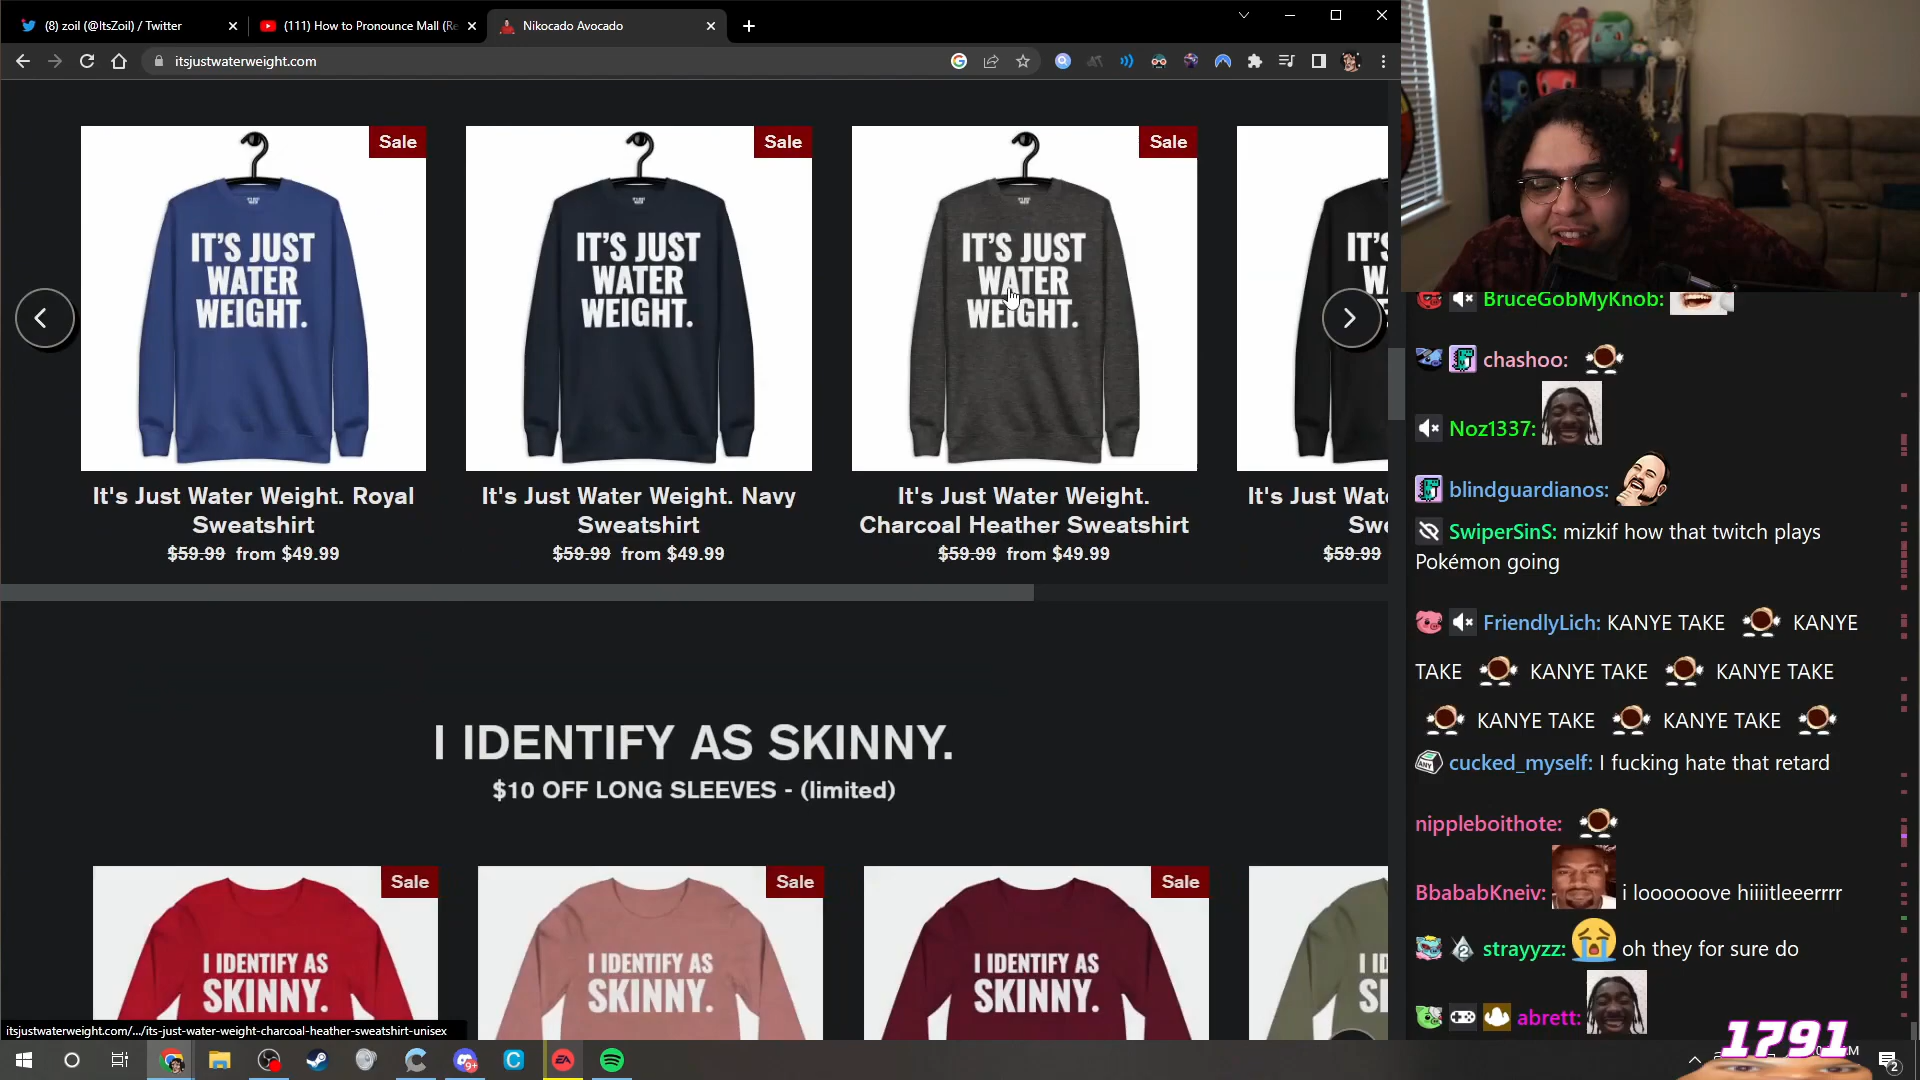 (8) zoil (@ItsZoil) / Twitter
(111) How to Pronounce Mall (Re
Nikocado Avocado
itsjustwaterweight.com
Sale
Sale
Sale
IT'S JUST
WATER
WEIGHT.
IT'S JUST
WATER
WEIGHT.
IT'S JUST
WATER
WEIGHT.
It's Just Water Weight. Royal
Sweatshirt
$59.99 from $49.99
It's Just Water Weight. Navy
Sweatshirt
$59.99 from $49.99
It's Just Water Weight.
Charcoal Heather Sweatshirt
$59.99 from $49.99
It's Just Wat
Swe
$59.99
I IDENTIFY AS SKINNY.
$10 OFF LONG SLEEVES - (limited)
Sale
Sale
Sale
I IDENTIFY AS
SKINNY.
I IDENTIFY AS
SKINNY.
I IDENTIFY AS
SKINNY.
itsjustwaterweight.com/.../its-just-water-weight-charcoal-heather-sweatshirt-unisex
BruceGobMyKnob:
chashoo:
Noz1337:
blindguardianos:
SwiperSinS: mizkif how that twitch plays
Pokémon going
FriendlyLich: KANYE TAKE KANYE
TAKE KANYE TAKE KANYE TAKE
KANYE TAKE KANYE TAKE
cucked_myself: I fucking hate that retard
nippleboithote:
BbababKneiv: i loooooove hiiitleeerrrr
strayyzz: oh they for sure do
abrett:
1791